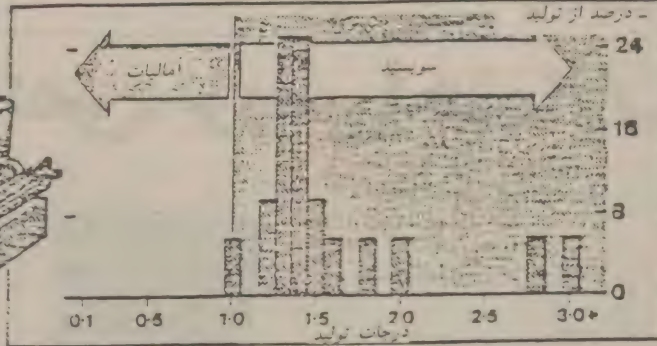 درصد از تولید
24
مالیات سوبسید
16
8
0
0·1 0·5 1·0 1·5 2·0 2·5 3·0+
درجات تولید